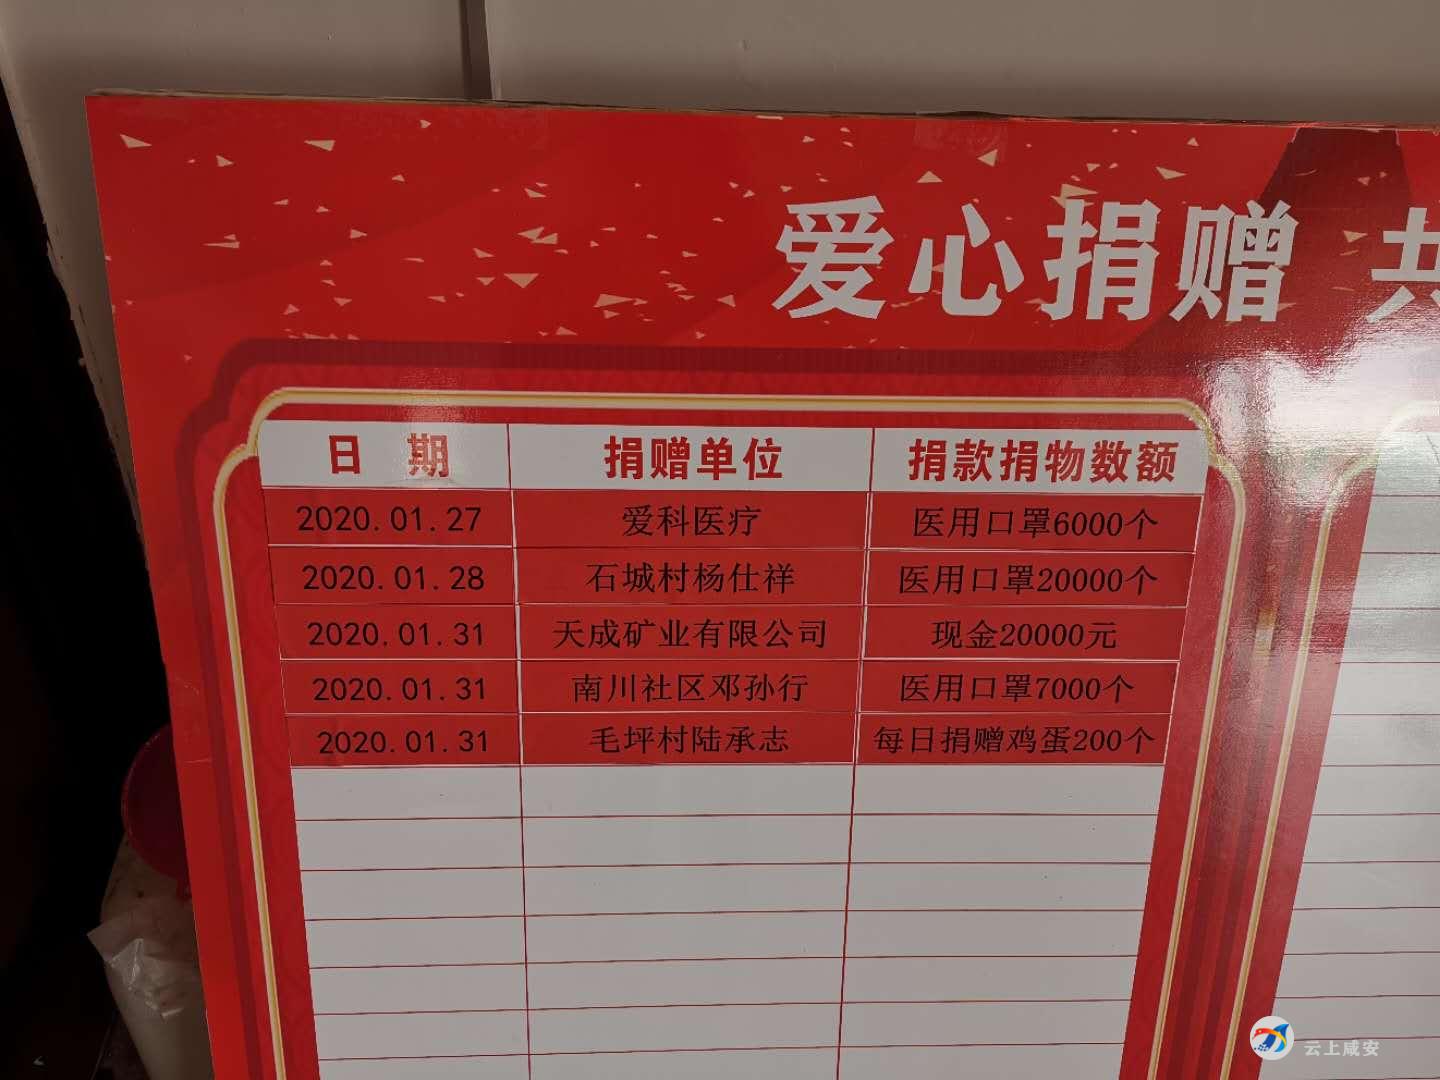 爱心捐赠 共
日 期 捐赠单位 捐款捐物数额
2020.01.27 爱科医疗 医用口罩6000个
2020.01.28 石城村杨仕祥 医用口罩20000个
2020.01.31 天成矿业有限公司 现金20000元
2020.01.31 南川社区邓孙行 医用口罩7000个
2020.01.31 毛坪村陆承志 每日捐赠鸡蛋200个
云上咸安